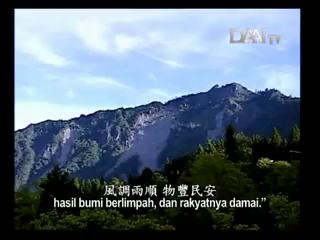 DAAi TV
風調雨順 物豐民安
hasil bumi berlimpah, dan rakyatnya damai."